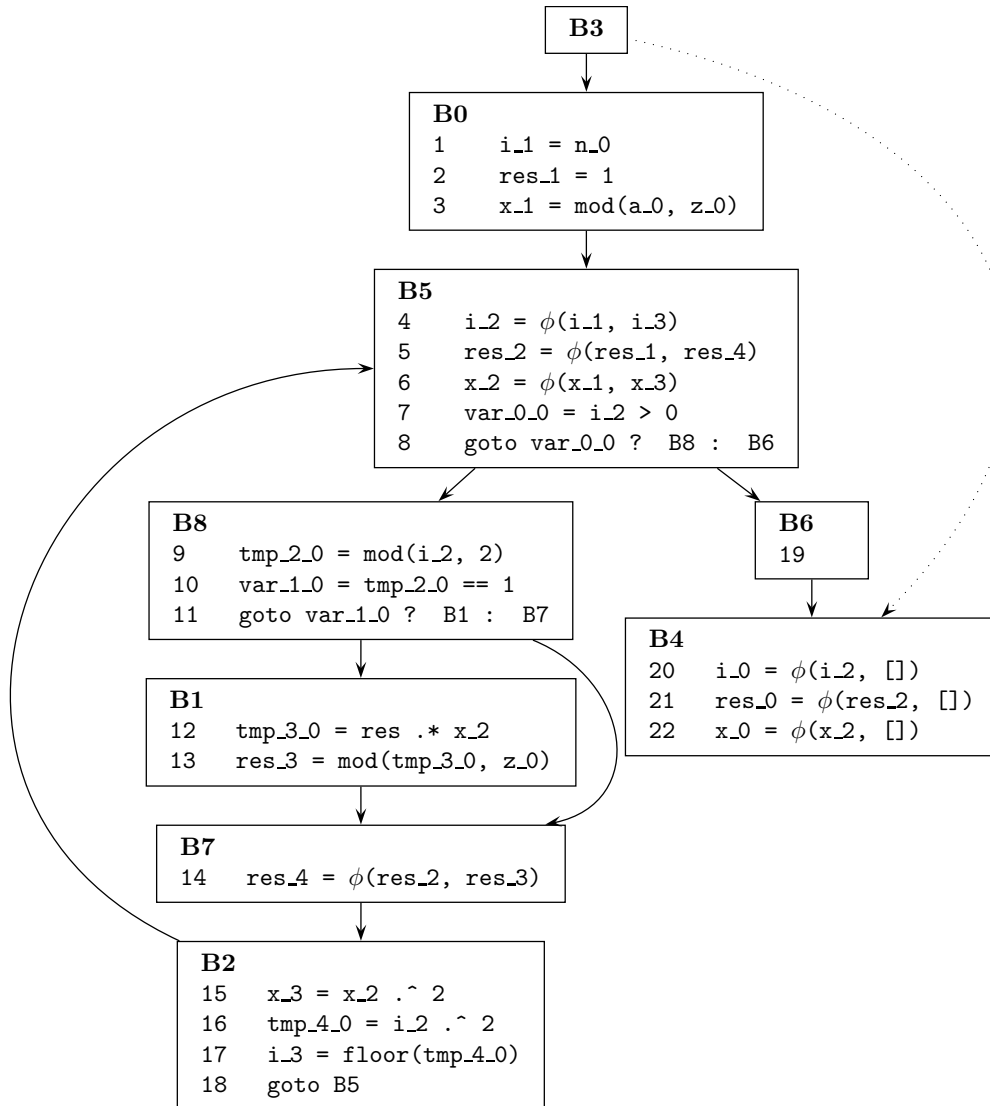 B3
B0
1 i_1 = n_0
2 res_1 = 1
3 x_1 = mod(a_0, z_0)
B5
4 i_2 = ϕ(i_1, i_3)
5 res_2 = ϕ(res_1, res_4)
6 x_2 = ϕ(x_1, x_3)
7 var_0_0 = i_2 > 0
8 goto var_0_0 ? B8 : B6
B8
9 tmp_2_0 = mod(i_2, 2)
10 var_1_0 = tmp_2_0 == 1
11 goto var_1_0 ? B1 : B7
B6
19
B4
20 i_0 = ϕ(i_2, [])
21 res_0 = ϕ(res_2, [])
22 x_0 = ϕ(x_2, [])
B1
12 tmp_3_0 = res .* x_2
13 res_3 = mod(tmp_3_0, z_0)
B7
14 res_4 = ϕ(res_2, res_3)
B2
15 x_3 = x_2 .^ 2
16 tmp_4_0 = i_2 .^ 2
17 i_3 = floor(tmp_4_0)
18 goto B5